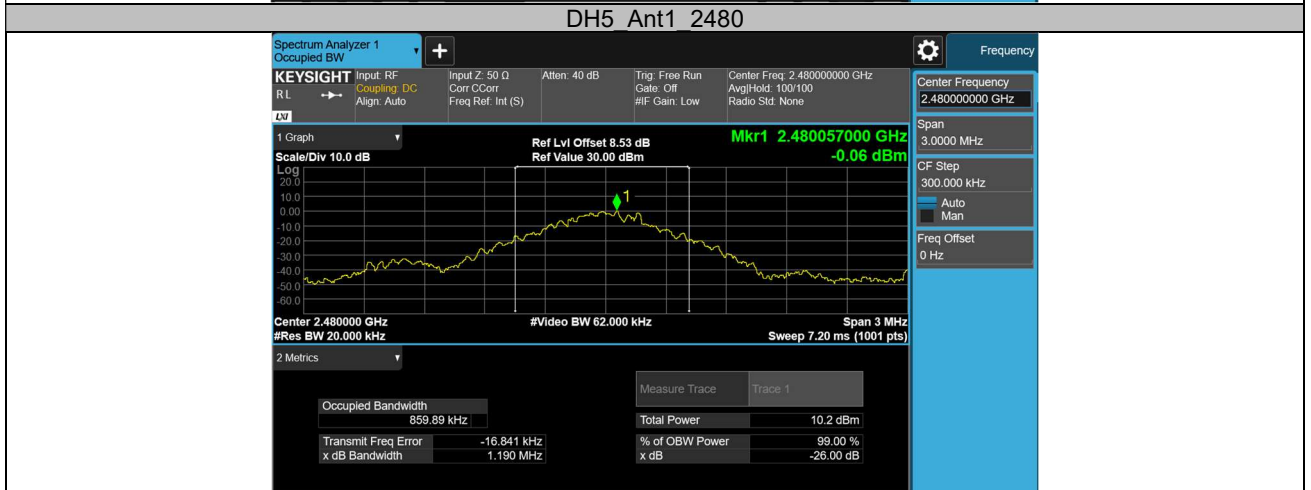 DH5_Ant1_2480
Spectrum Analyzer 1
Occupied BW
Frequency
KEYSIGHT
RL
LXI
Input: RF
Coupling: DC
Align: Auto
Input Z: 50 Ω
Corr CCorr
Freq Ref: Int (S)
Atten: 40 dB
Trig: Free Run
Gate: Off
#IF Gain: Low
Center Freq: 2.480000000 GHz
Avg|Hold: 100/100
Radio Std: None
Center Frequency
2.480000000 GHz
Span
3.0000 MHz
CF Step
300.000 kHz
Auto
Man
Freq Offset
0 Hz
1 Graph
Scale/Div 10.0 dB
Ref Lvl Offset 8.53 dB
Ref Value 30.00 dBm
Mkr1 2.480057000 GHz
-0.06 dBm
Log
20.0
10.0
0.00
-10.0
-20.0
-30.0
-40.0
-50.0
-60.0
1
Center 2.480000 GHz
#Video BW 62.000 kHz
Span 3 MHz
#Res BW 20.000 kHz
Sweep 7.20 ms (1001 pts)
2 Metrics
Measure Trace Trace 1
Occupied Bandwidth
859.89 kHz
Total Power 10.2 dBm
Transmit Freq Error -16.841 kHz
% of OBW Power 99.00 %
x dB Bandwidth 1.190 MHz
x dB -26.00 dB